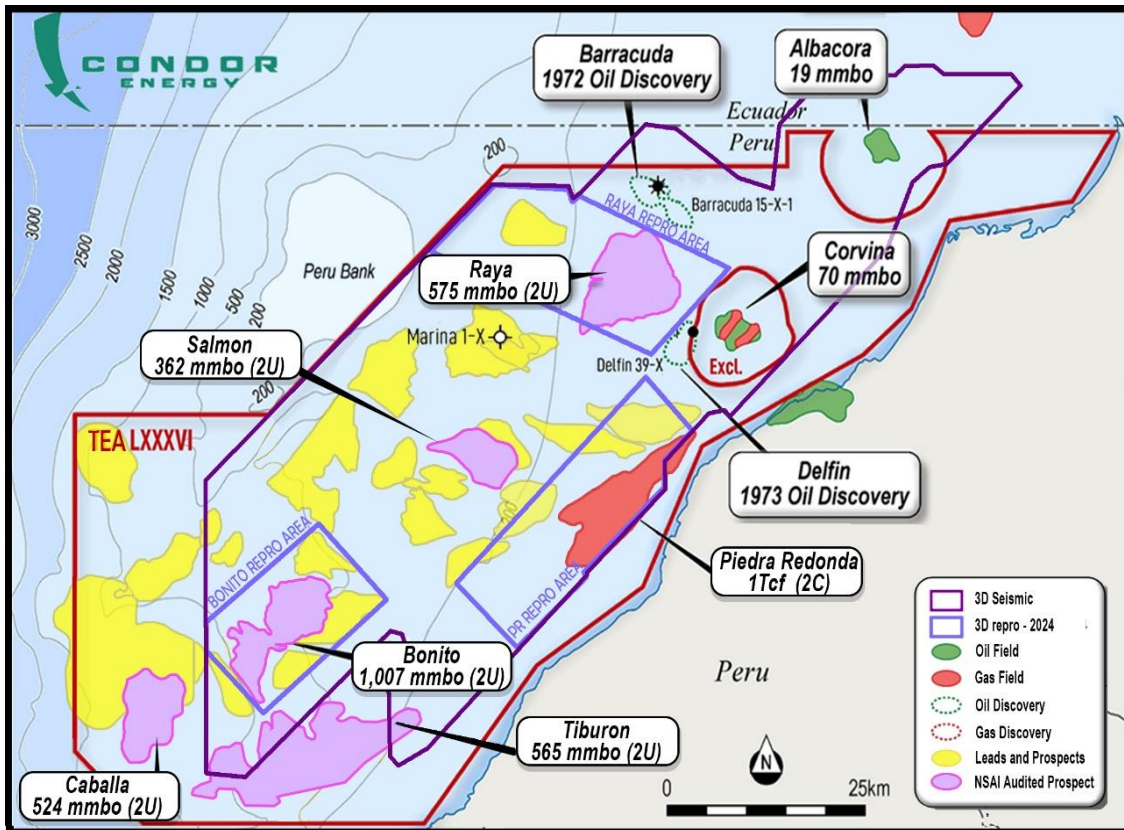 CONDOR
ENERGY
Barracuda
1972 Oil Discovery
Albacora
19 mmbo
Ecuador
Peru
200
3000
2500
2000
1500
1000
500
200
Peru Bank
RAYA REPRO AREA
Barracuda 15-X-1
Raya
575 mmbo (2U)
Corvina
70 mmbo
Marina 1-X
Delfin 39-X
Excl.
Salmon
362 mmbo (2U)
200
TEA LXXXVI
Delfin
1973 Oil Discovery
BONITO REPRO AREA
PR REPRO AREA
Piedra Redonda
1Tcf (2C)
Bonito
1,007 mmbo (2U)
Peru
Tiburon
565 mmbo (2U)
Caballa
524 mmbo (2U)
N
0
25km
3D Seismic
3D repro - 2024
Oil Field
Gas Field
Oil Discovery
Gas Discovery
Leads and Prospects
NSAI Audited Prospect